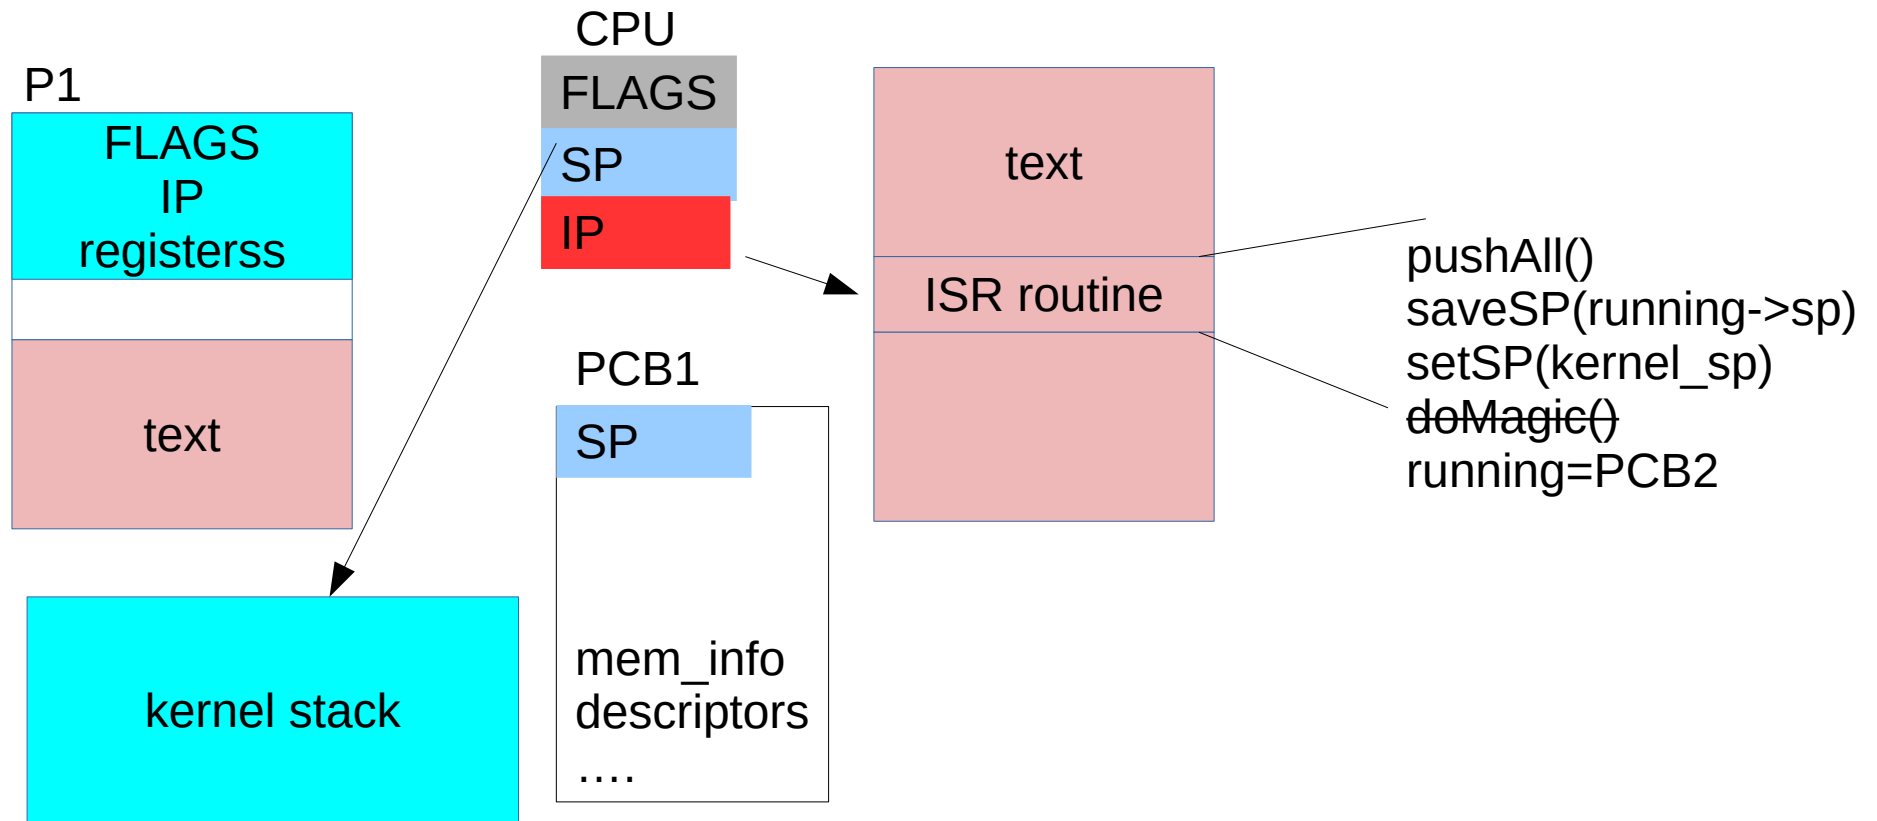 P1
FLAGS
IP
registerss
text
kernel stack
CPU
FLAGS
SP
IP
PCB1
SP
mem_info
descriptors
....
text
ISR routine
pushAll()
saveSP(running->sp)
setSP(kernel_sp)
doMagic()
running=PCB2